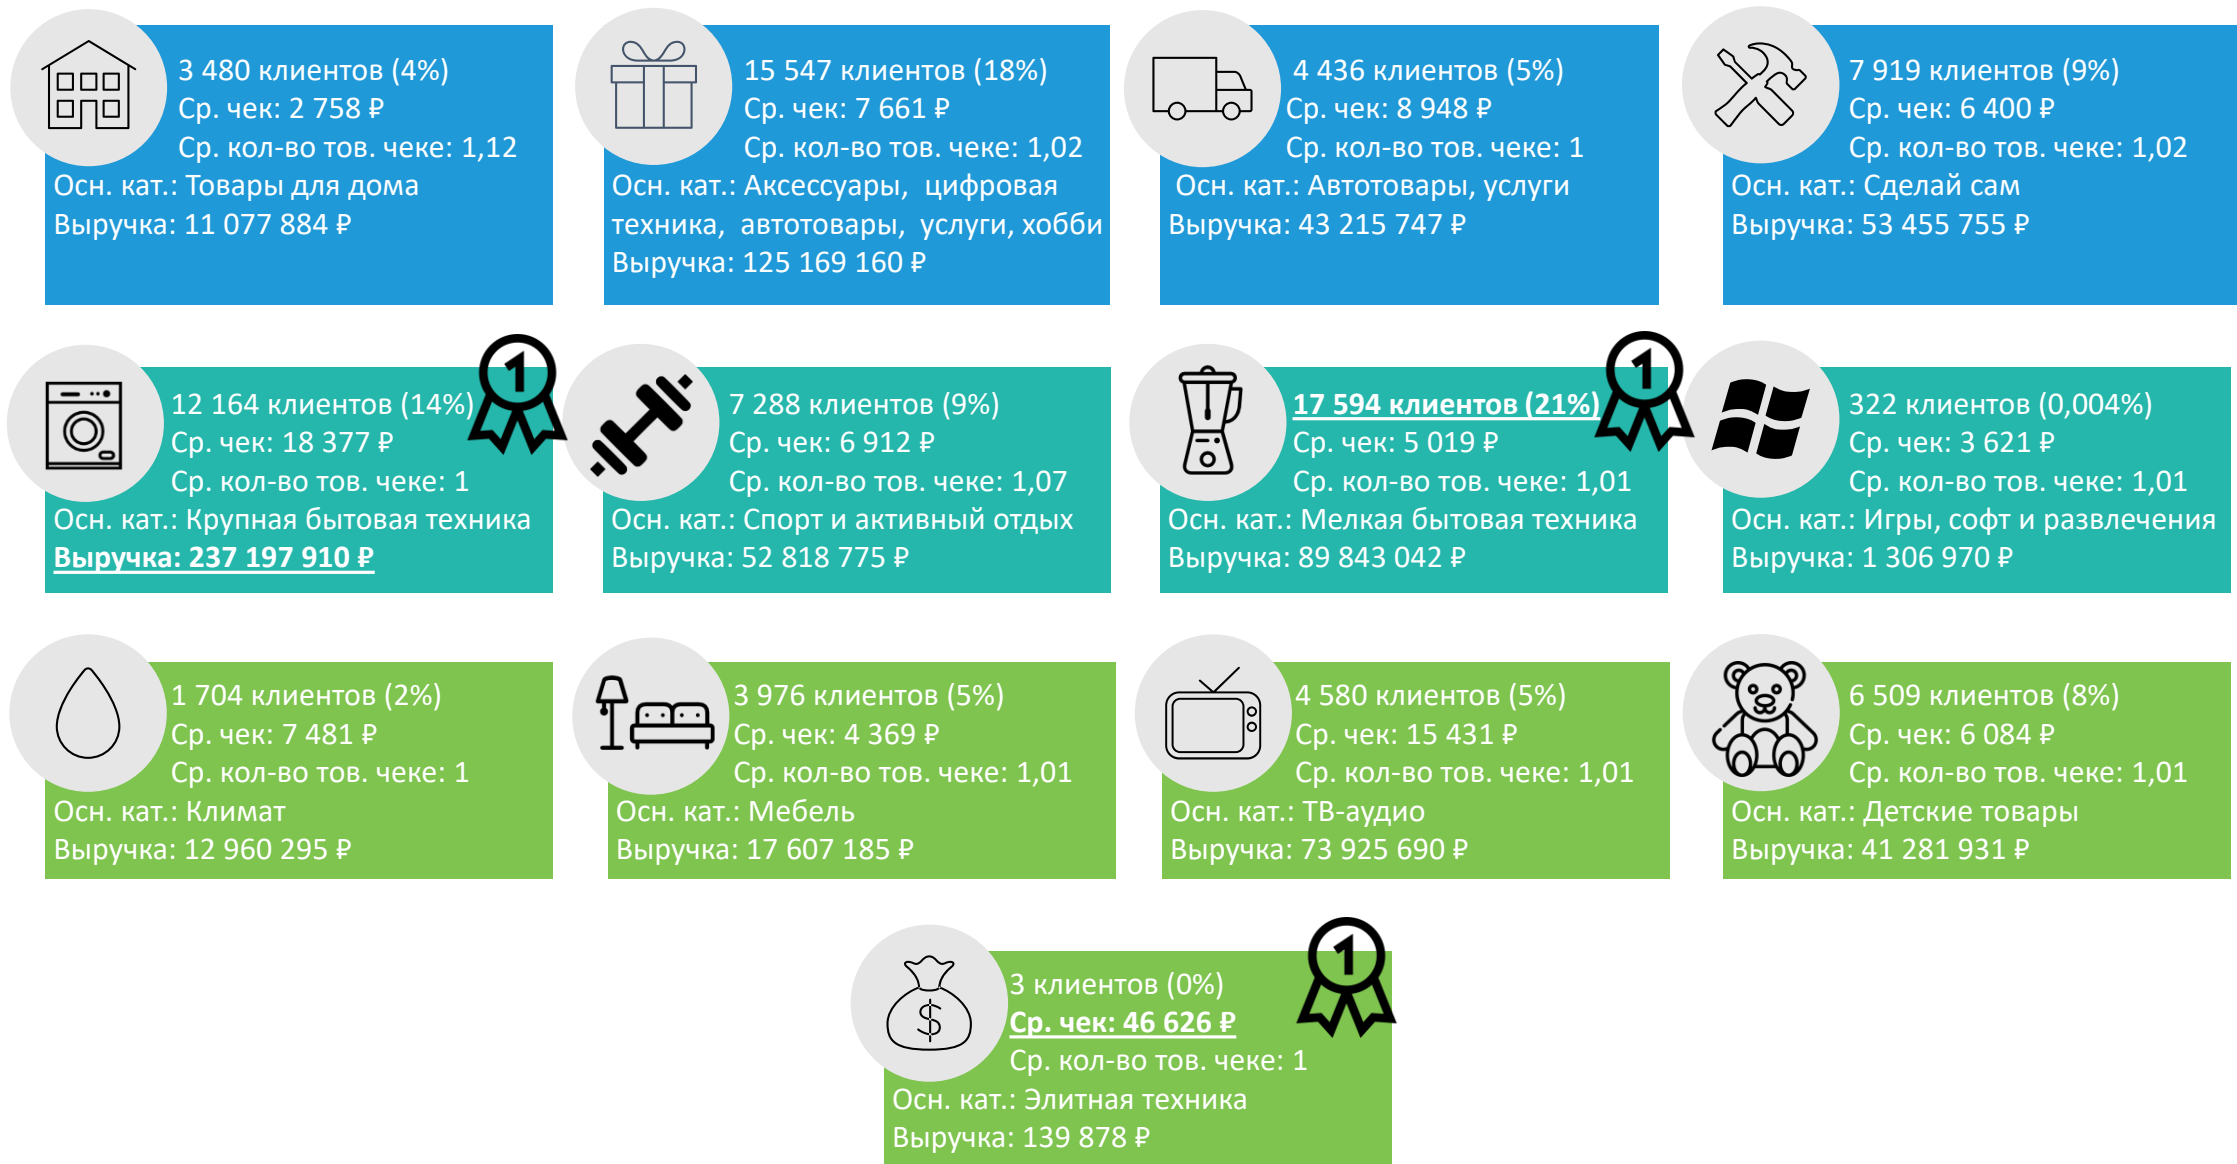 3 480 клиентов (4%)
Ср. чек: 2 758 ₽
Ср. кол-во тов. чеке: 1,12
Осн. кат.: Товары для дома
Выручка: 11 077 884 ₽
15 547 клиентов (18%)
Ср. чек: 7 661 ₽
Ср. кол-во тов. чеке: 1,02
Осн. кат.: Аксессуары, цифровая
техника, автотовары, услуги, хобби
Выручка: 125 169 160 ₽
4 436 клиентов (5%)
Ср. чек: 8 948 ₽
Ср. кол-во тов. чеке: 1
Осн. кат.: Автотовары, услуги
Выручка: 43 215 747 ₽
7 919 клиентов (9%)
Ср. чек: 6 400 ₽
Ср. кол-во тов. чеке: 1,02
Осн. кат.: Сделай сам
Выручка: 53 455 755 ₽
1
12 164 клиентов (14%)
Ср. чек: 18 377 ₽
Ср. кол-во тов. чеке: 1
Осн. кат.: Крупная бытовая техника
Выручка: 237 197 910 ₽
7 288 клиентов (9%)
Ср. чек: 6 912 ₽
Ср. кол-во тов. чеке: 1,07
Осн. кат.: Спорт и активный отдых
Выручка: 52 818 775 ₽
1
17 594 клиентов (21%)
Ср. чек: 5 019 ₽
Ср. кол-во тов. чеке: 1,01
Осн. кат.: Мелкая бытовая техника
Выручка: 89 843 042 ₽
322 клиентов (0,004%)
Ср. чек: 3 621 ₽
Ср. кол-во тов. чеке: 1,01
Осн. кат.: Игры, софт и развлечения
Выручка: 1 306 970 ₽
1 704 клиентов (2%)
Ср. чек: 7 481 ₽
Ср. кол-во тов. чеке: 1
Осн. кат.: Климат
Выручка: 12 960 295 ₽
3 976 клиентов (5%)
Ср. чек: 4 369 ₽
Ср. кол-во тов. чеке: 1,01
Осн. кат.: Мебель
Выручка: 17 607 185 ₽
4 580 клиентов (5%)
Ср. чек: 15 431 ₽
Ср. кол-во тов. чеке: 1,01
Осн. кат.: ТВ-аудио
Выручка: 73 925 690 ₽
6 509 клиентов (8%)
Ср. чек: 6 084 ₽
Ср. кол-во тов. чеке: 1,01
Осн. кат.: Детские товары
Выручка: 41 281 931 ₽
1
$
3 клиентов (0%)
Ср. чек: 46 626 ₽
Ср. кол-во тов. чеке: 1
Осн. кат.: Элитная техника
Выручка: 139 878 ₽